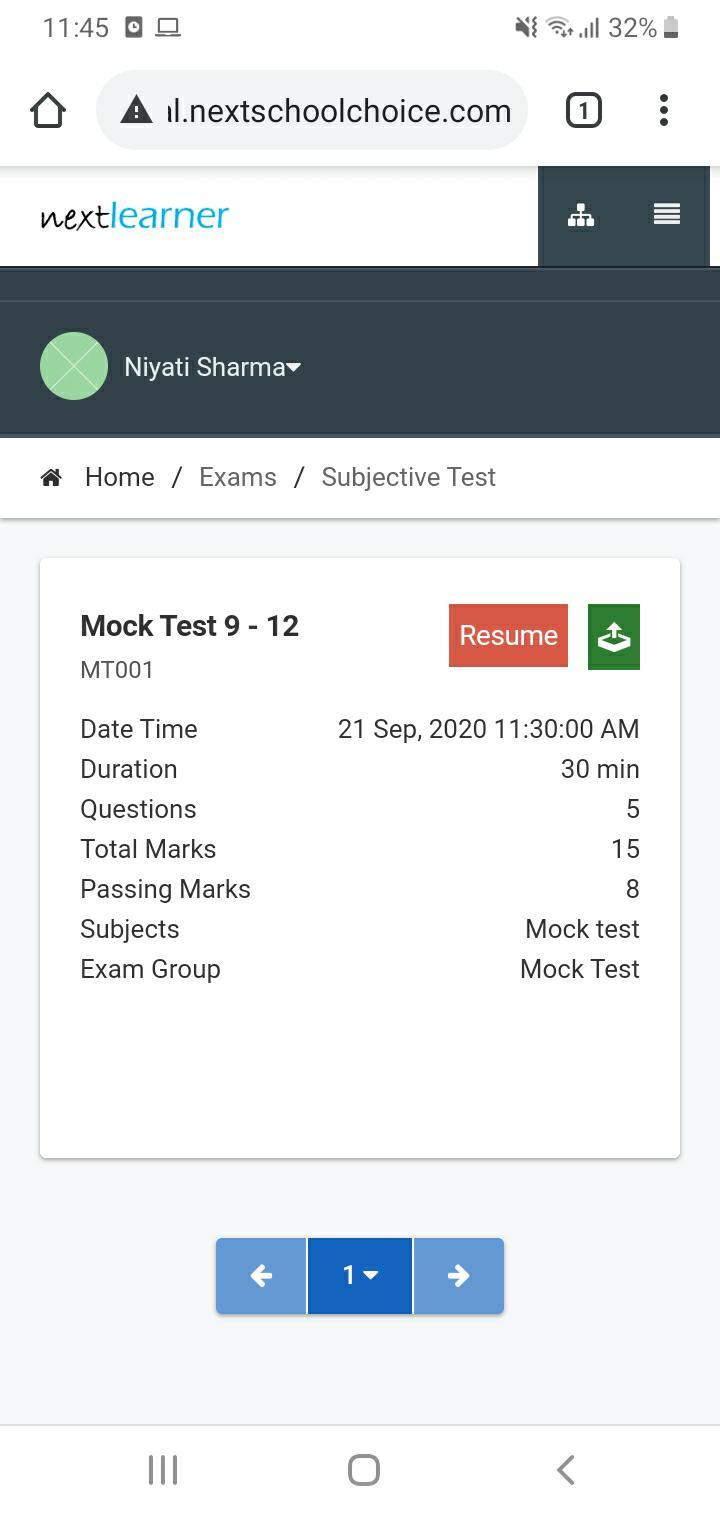 11:45 32%
al.nextschoolchoice.com 1
nextlearner
Niyati Sharma
Home / Exams / Subjective Test
Mock Test 9 - 12 Resume
MT001
Date Time 21 Sep, 2020 11:30:00 AM
Duration 30 min
Questions 5
Total Marks 15
Passing Marks 8
Subjects Mock test
Exam Group Mock Test
1